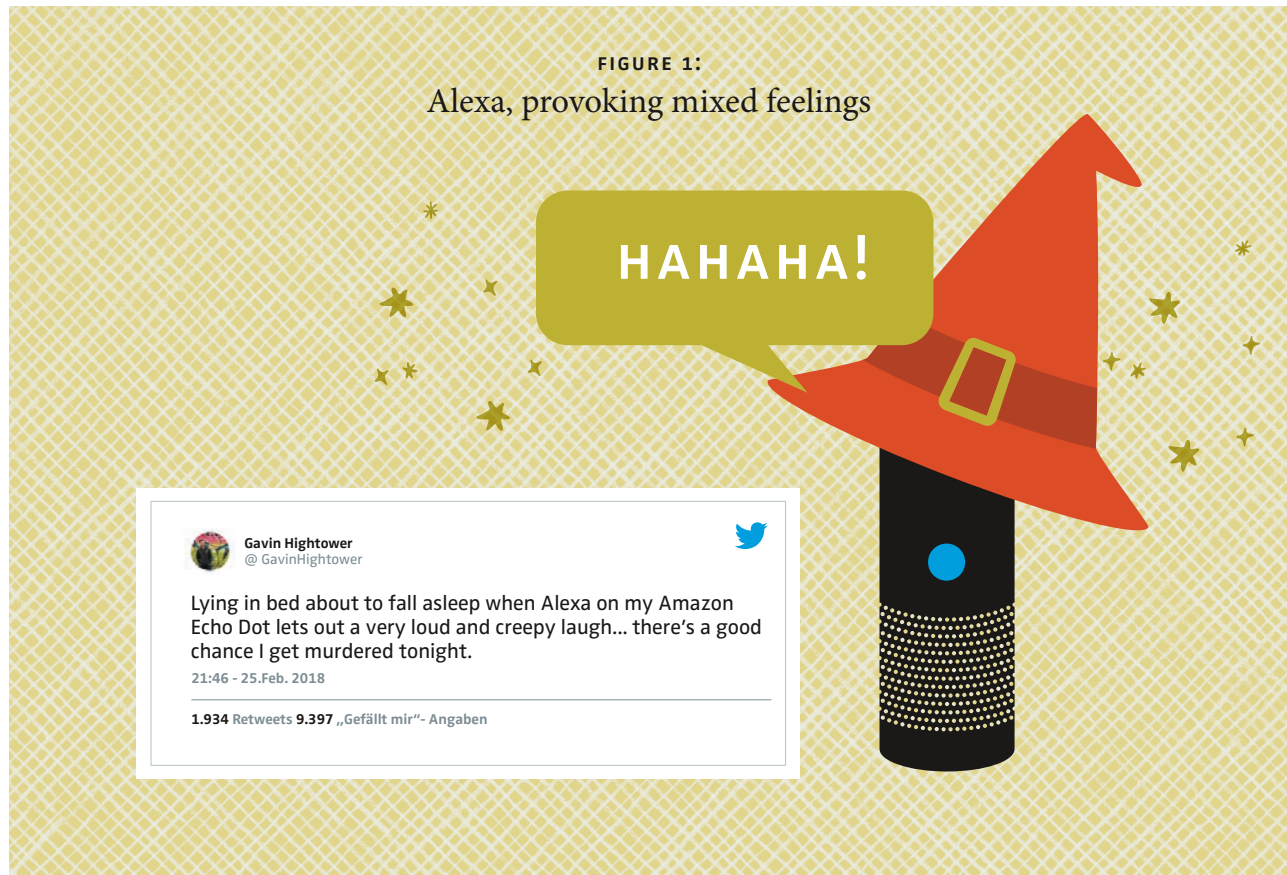 FIGURE 1:
Alexa, provoking mixed feelings
HAHAHA!
Gavin Hightower
@ GavinHightower
Lying in bed about to fall asleep when Alexa on my Amazon
Echo Dot lets out a very loud and creepy laugh... there's a good
chance I get murdered tonight.
21:46 - 25.Feb. 2018
1.934 Retweets 9.397 „Gefällt mir“- Angaben